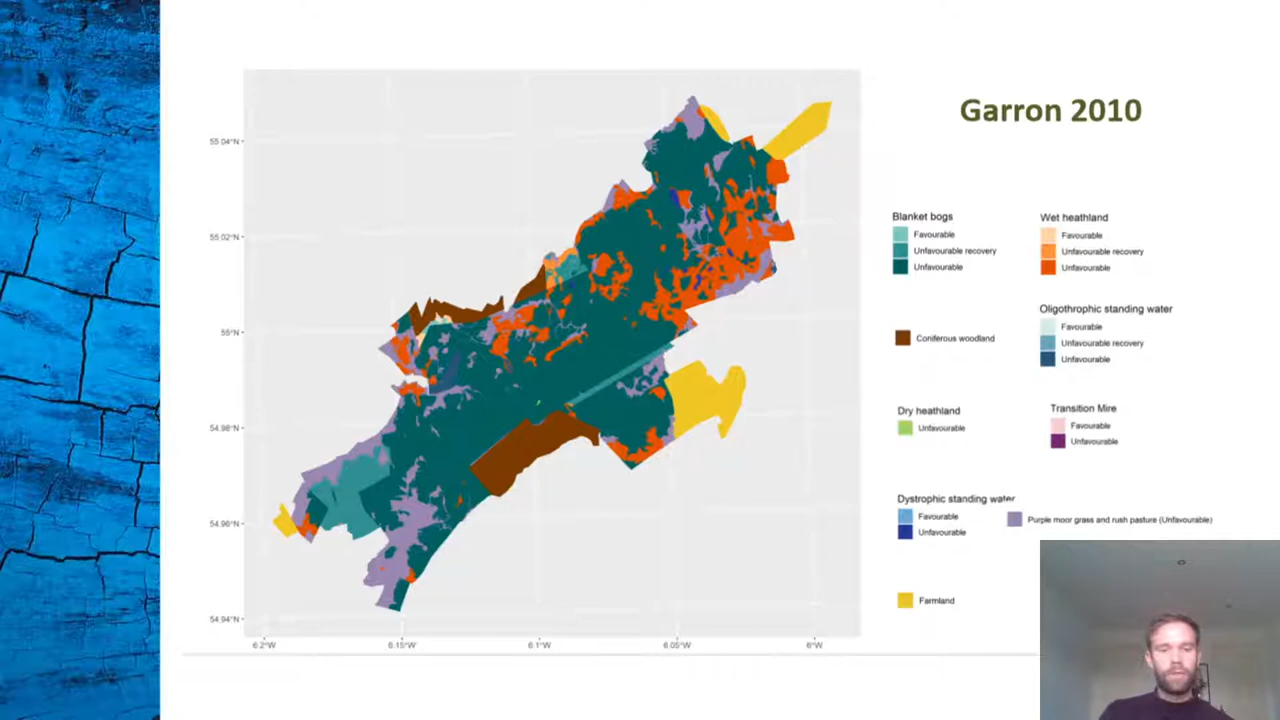 Garron 2010
55.04°N
55.02°N
55°N
54.98°N
54.96°N
54.94°N
6.2°W
6.15°W
6.1°W
6.05°W
6°W
Blanket bogs
Favourable
Unfavourable recovery
Unfavourable
Wet heathland
Favourable
Unfavourable recovery
Unfavourable
Coniferous woodland
Oligothrophic standing water
Favourable
Unfavourable recovery
Unfavourable
Dry heathland
Unfavourable
Transition Mire
Favourable
Unfavourable
Dystrophic standing water
Favourable
Unfavourable
Purple moor grass and rush pasture (Unfavourable)
Farmland